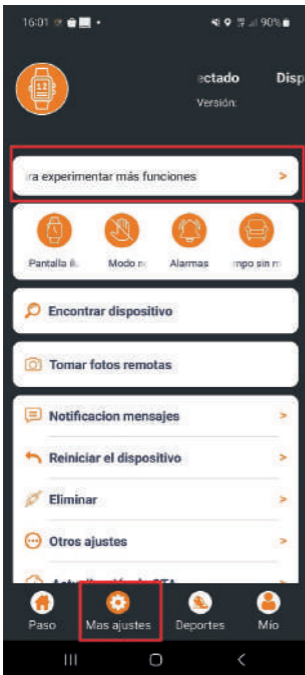 16:01 90%
ectado Disp
Versión:
ra experimentar más funciones >
Pantalla Modo Alarmas mpo sin
Encontrar dispositivo
Tomar fotos remotas
Notificacion mensajes >
Reiniciar el dispositivo >
Eliminar >
Otros ajustes >
Paso Mas ajustes Deportes Mío